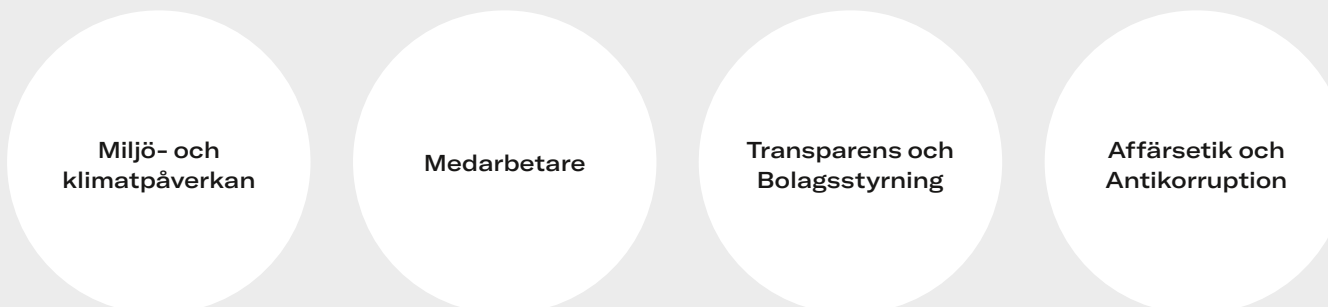 Miljö- och
klimatpåverkan
Medarbetare
Transparens och
Bolagsstyrning
Affärsetik och
Antikorruption